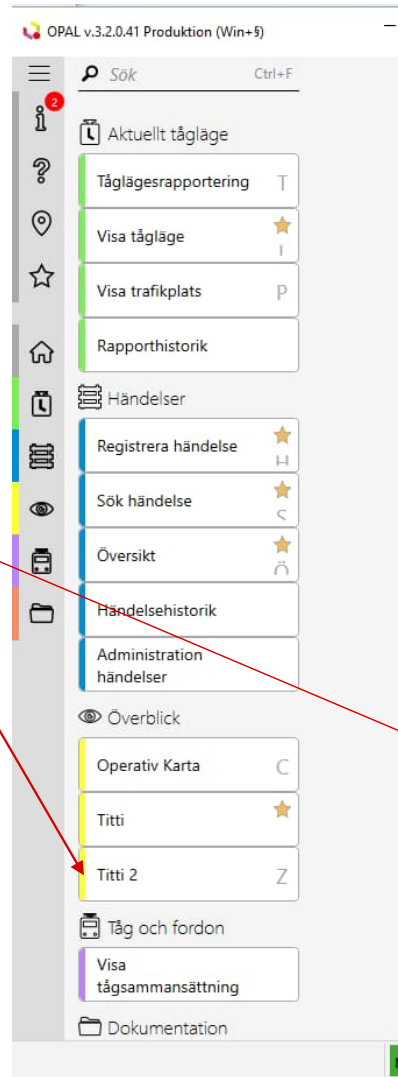 OPAL v.3.2.0.41 Produktion (Win+§)
Sök Ctrl+F
2
Aktuellt tågläge
Tåglägesrapportering T
Visa tågläge
Visa trafikplats P
Rapporthistorik
Händelser
Registrera händelse H
Sök händelse S
Översikt Ö
Händelsehistorik
Administration
händelser
Överblick
Operativ Karta C
Titti
Titti 2 Z
Tåg och fordon
Visa
tågsammansättning
Dokumentation